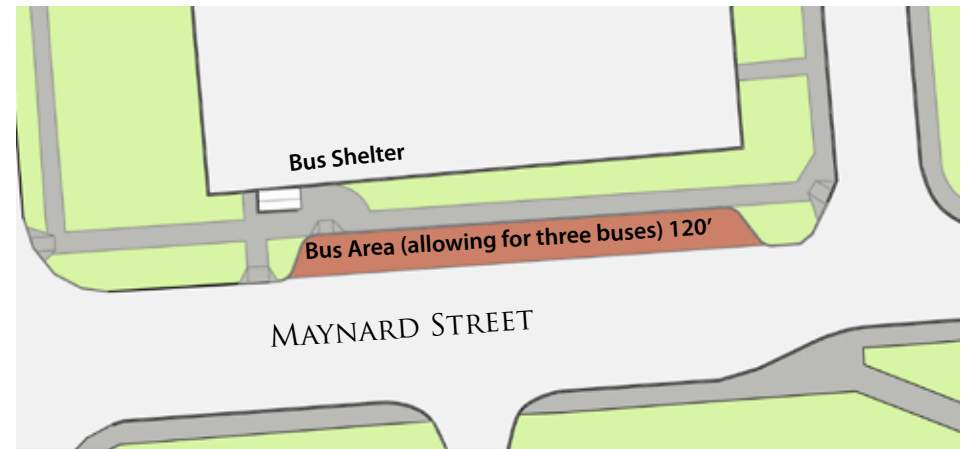 Bus Shelter
Bus Area (allowing for three buses) 120′
Maynard Street